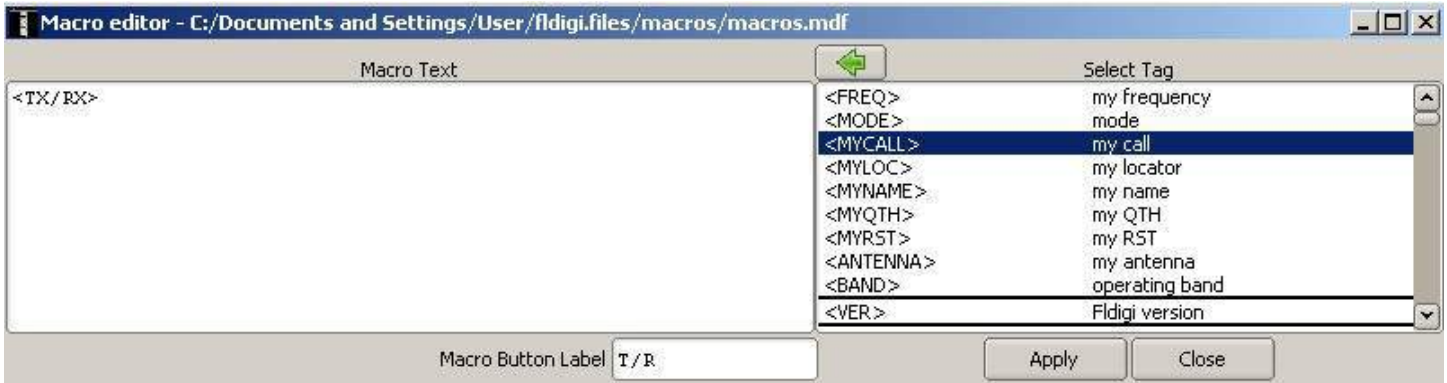 Macro editor - C:/Documents and Settings/User/fldigi.files/macros/macros.mdf
Macro Text
Select Tag
<TX/RX>
<FREQ> my frequency
<MODE> mode
<MYCALL> my call
<MYLOC> my locator
<MYNAME> my name
<MYQTH> my QTH
<MYRST> my RST
<ANTENNA> my antenna
<BAND> operating band
<VER> Fldigi version
Macro Button Label T/R
Apply
Close